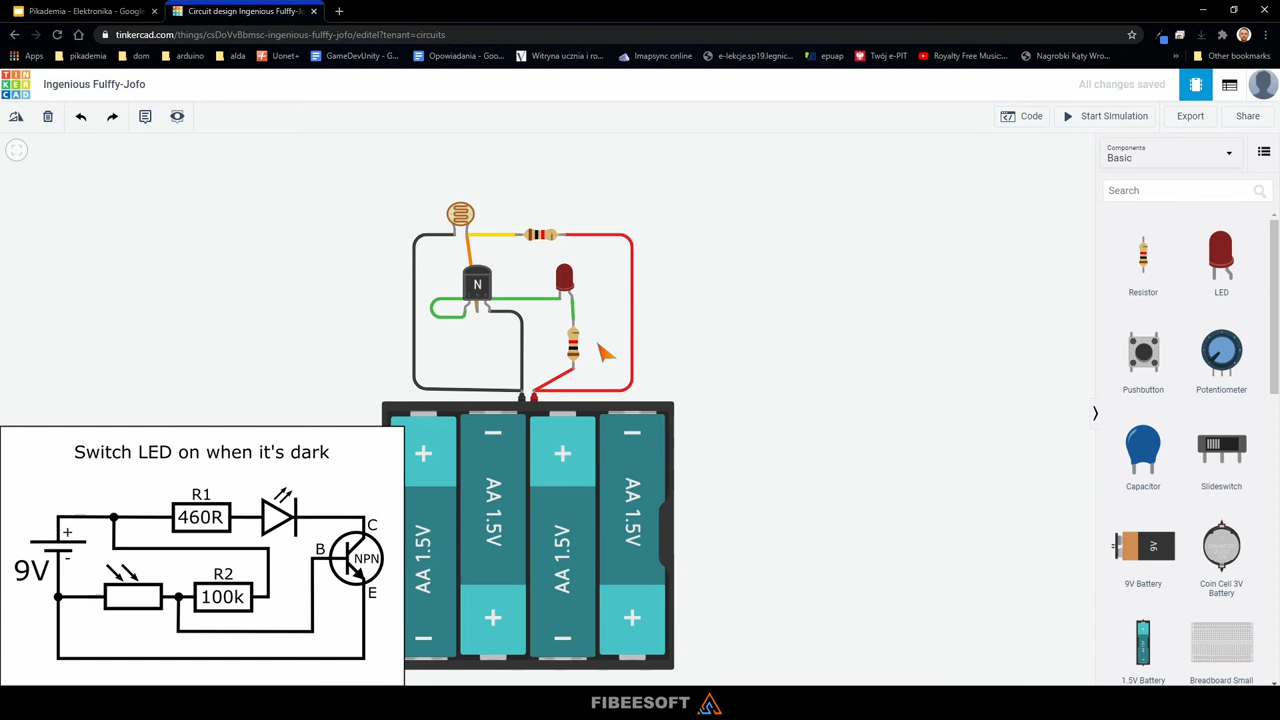 Pikademia - Elektronika - Google
Circuit design Ingenious Fulffy-Jo
tinkercad.com/things/csDoVvBbmsc-ingenious-fulffy-jofo/editel?tenant=circuits
Apps
pikademia
dom
arduino
alda
Uonet+
GameDevUnity - G...
Opowiadania - Goo...
Witryna ucznia i ro...
Imapsync online
e-lekcje.sp19.legnic...
epuap
Twój e-PIT
Royalty Free Music...
Nagrobki Kąty Wro...
Other bookmarks
TIN
KER
CAD
Ingenious Fulffy-Jofo
All changes saved
Code
Start Simulation
Export
Share
Components
Basic
Search
Resistor
LED
Pushbutton
Potentiometer
Capacitor
Slideswitch
9V
9V Battery
Coin Cell 3V
Battery
1.5V Battery
Breadboard Small
N
+
−
+
−
AA 1.5V
AA 1.5V
AA 1.5V
AA 1.5V
−
+
−
+
Switch LED on when it's dark
R1
460R
C
+
-
9V
B
NPN
R2
100k
E
FIBEESOFT